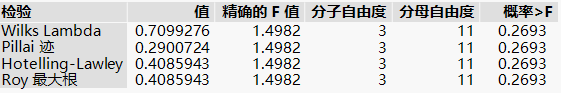 检验 值 精确的 F 值 分子自由度 分母自由度 概率>F
Wilks Lambda 0.7099276 1.4982 3 11 0.2693
Pillai 迹 0.2900724 1.4982 3 11 0.2693
Hotelling-Lawley 0.4085943 1.4982 3 11 0.2693
Roy 最大根 0.4085943 1.4982 3 11 0.2693